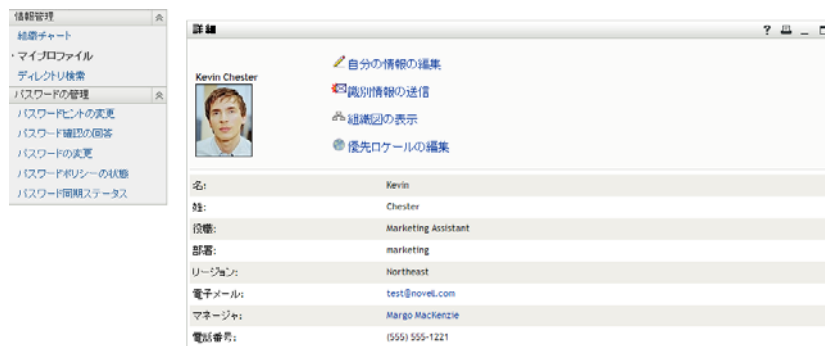 情報管理
組織チャート
マイプロファイル
ディレクトリ検索
パスワードの管理
パスワードヒントの変更
パスワード確認の回答
パスワードの変更
パスワードポリシーの状態
パスワード同期ステータス
詳細
?
Kevin Chester
自分の情報の編集
識別情報の送信
組織図の表示
優先ロケールの編集
名: Kevin
姓: Chester
役職: Marketing Assistant
部署: marketing
リージョン: Northeast
電子メール: test@novell.com
マネージャ: Margo MacKenzie
電話番号: (555) 555-1221